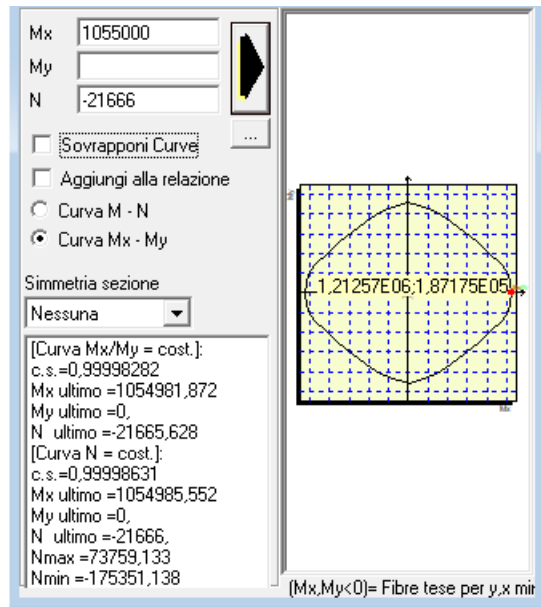 Mx 1055000
My
N -21666
...
Sovrapponi Curve
Aggiungi alla relazione
Curva M - N
Curva Mx - My
Simmetria sezione
Nessuna
[Curva Mx/My = cost.]:
c.s.=0,99998282
Mx ultimo =1054981,872
My ultimo =0,
N ultimo =-21665,628
[Curva N = cost.]:
c.s.=0,99998631
Mx ultimo =1054985,552
My ultimo =0,
N ultimo =-21666,
Nmax =73759,133
Nmin =-175351,138
1,21257E06;1,87175E05
Mx
(Mx,My<0)= Fibre tese per y,x mir